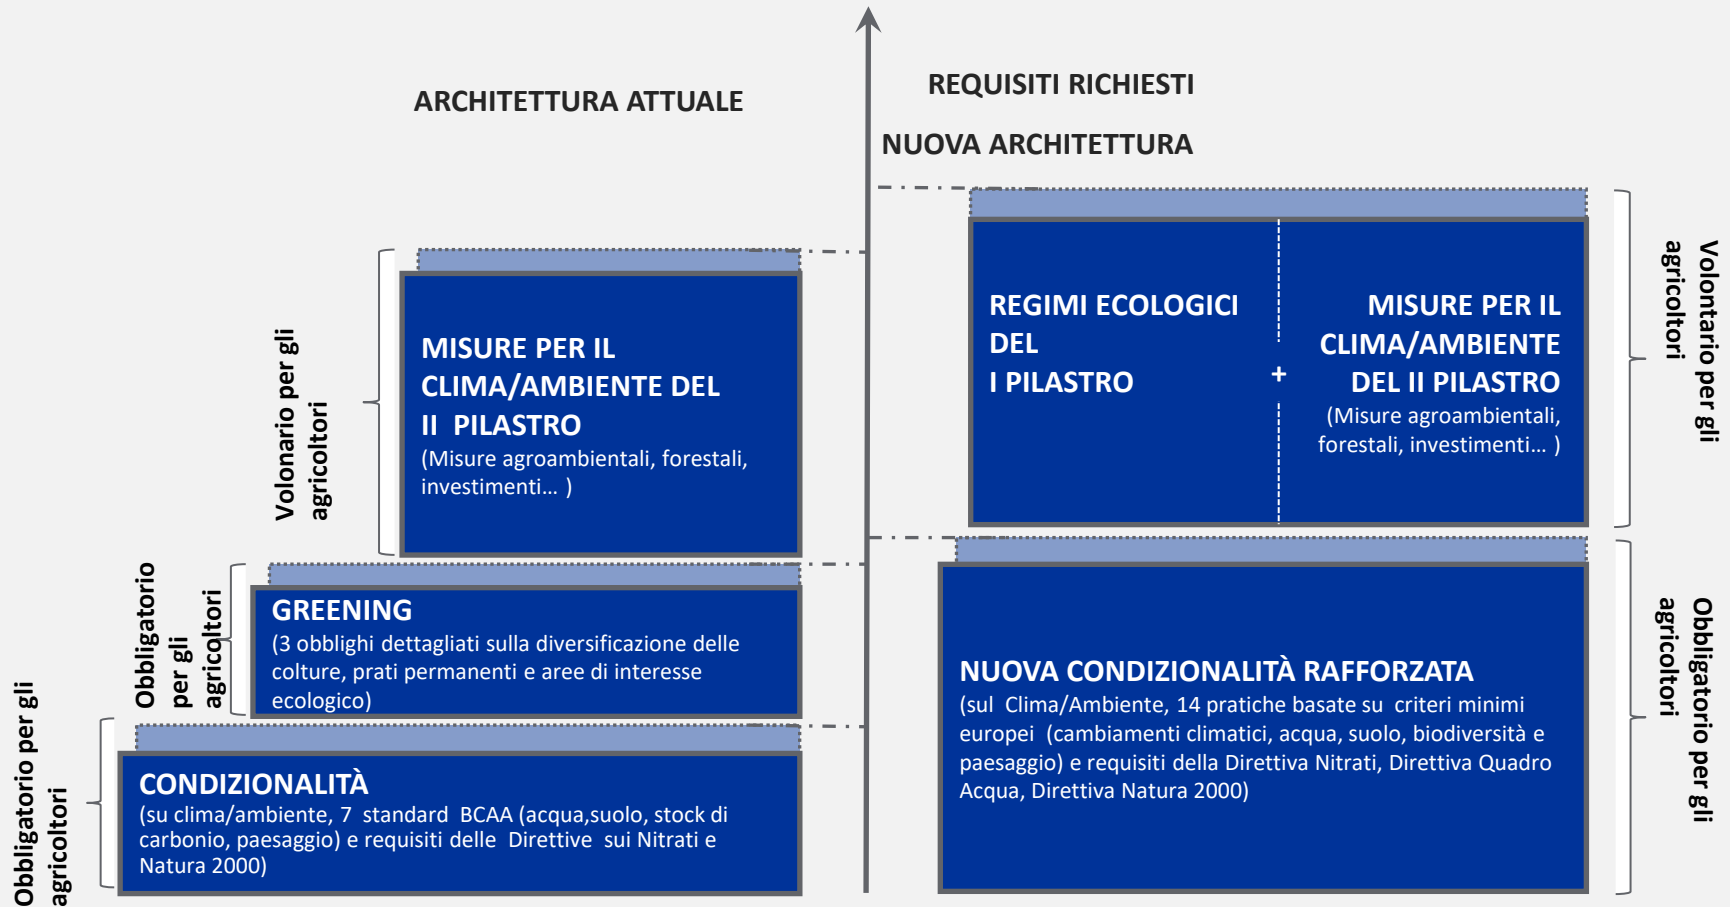 ARCHITETTURA ATTUALE
REQUISITI RICHIESTI
NUOVA ARCHITETTURA
Volonario per gli
agricoltori
MISURE PER IL
CLIMA/AMBIENTE DEL
II PILASTRO
(Misure agroambientali, forestali,
investimenti... )
Obbligatorio
per gli
agricoltori
GREENING
(3 obblighi dettagliati sulla diversificazione delle
colture, prati permanenti e aree di interesse
ecologico)
Obbligatorio per gli
agricoltori
CONDIZIONALITÀ
(su clima/ambiente, 7 standard BCAA (acqua,suolo, stock di
carbonio, paesaggio) e requisiti delle Direttive sui Nitrati e
Natura 2000)
REGIMI ECOLOGICI
DEL
I PILASTRO
+
MISURE PER IL
CLIMA/AMBIENTE
DEL II PILASTRO
(Misure agroambientali,
forestali, investimenti... )
Volontario per gli
agricoltori
NUOVA CONDIZIONALITÀ RAFFORZATA
(sul Clima/Ambiente, 14 pratiche basate su criteri minimi
europei (cambiamenti climatici, acqua, suolo, biodiversità e
paesaggio) e requisiti della Direttiva Nitrati, Direttiva Quadro
Acqua, Direttiva Natura 2000)
Obbligatorio per gli
agricoltori